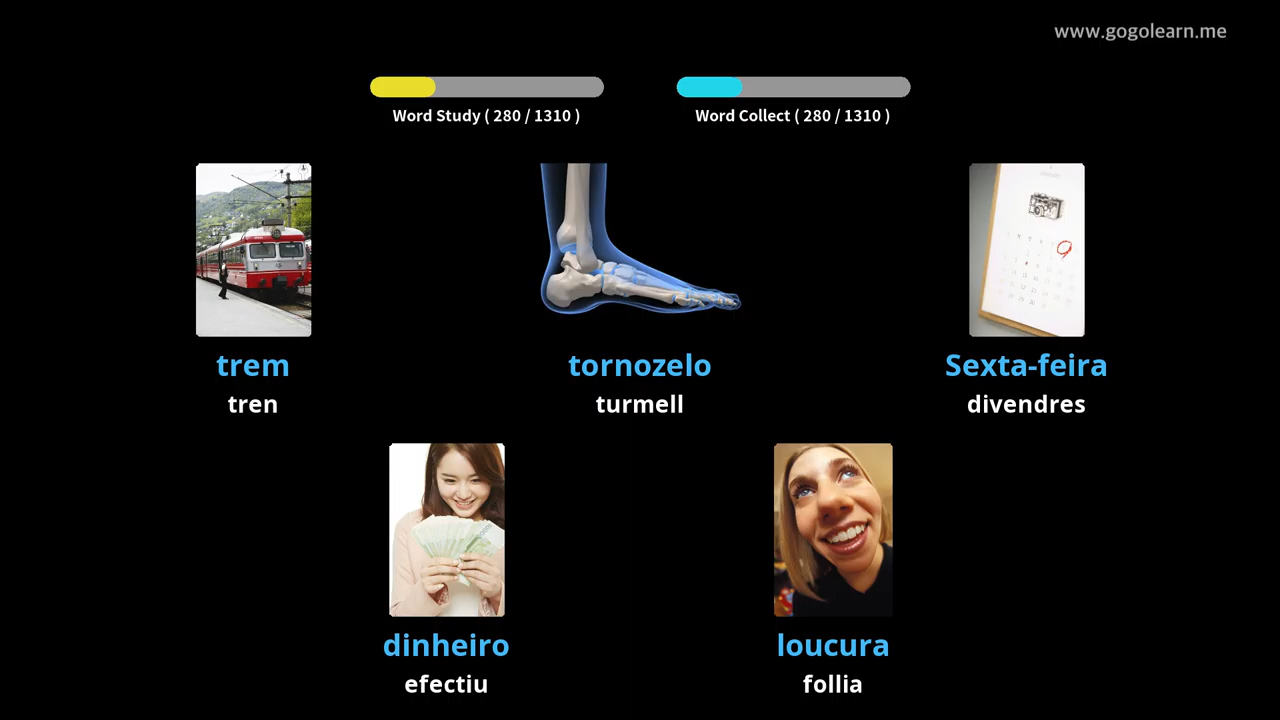 www.gogolearn.me
Word Study ( 280 / 1310 )
Word Collect ( 280 / 1310 )
trem
tren
tornozelo
turmell
Sexta-feira
divendres
dinheiro
efectiu
loucura
follia